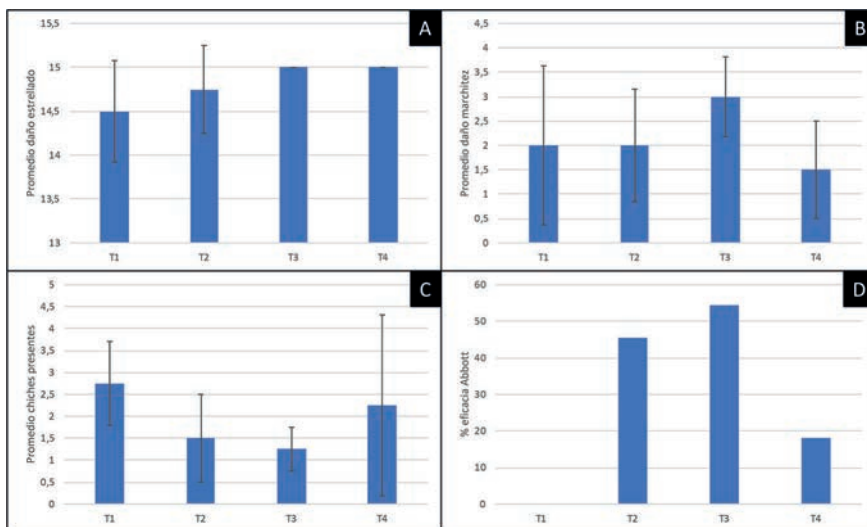 A
Promedio daño estrellado
15,5
15
14,5
14
13,5
13
T1 T2 T3 T4
B
Promedio daño marchitez
4,5
4
3,5
3
2,5
2
1,5
1
0,5
0
T1 T2 T3 T4
C
Promedio chiches presentes
5
4,5
4
3,5
3
2,5
2
1,5
1
0,5
0
T1 T2 T3 T4
D
% eficacia Abbott
60
50
40
30
20
10
0
T1 T2 T3 T4